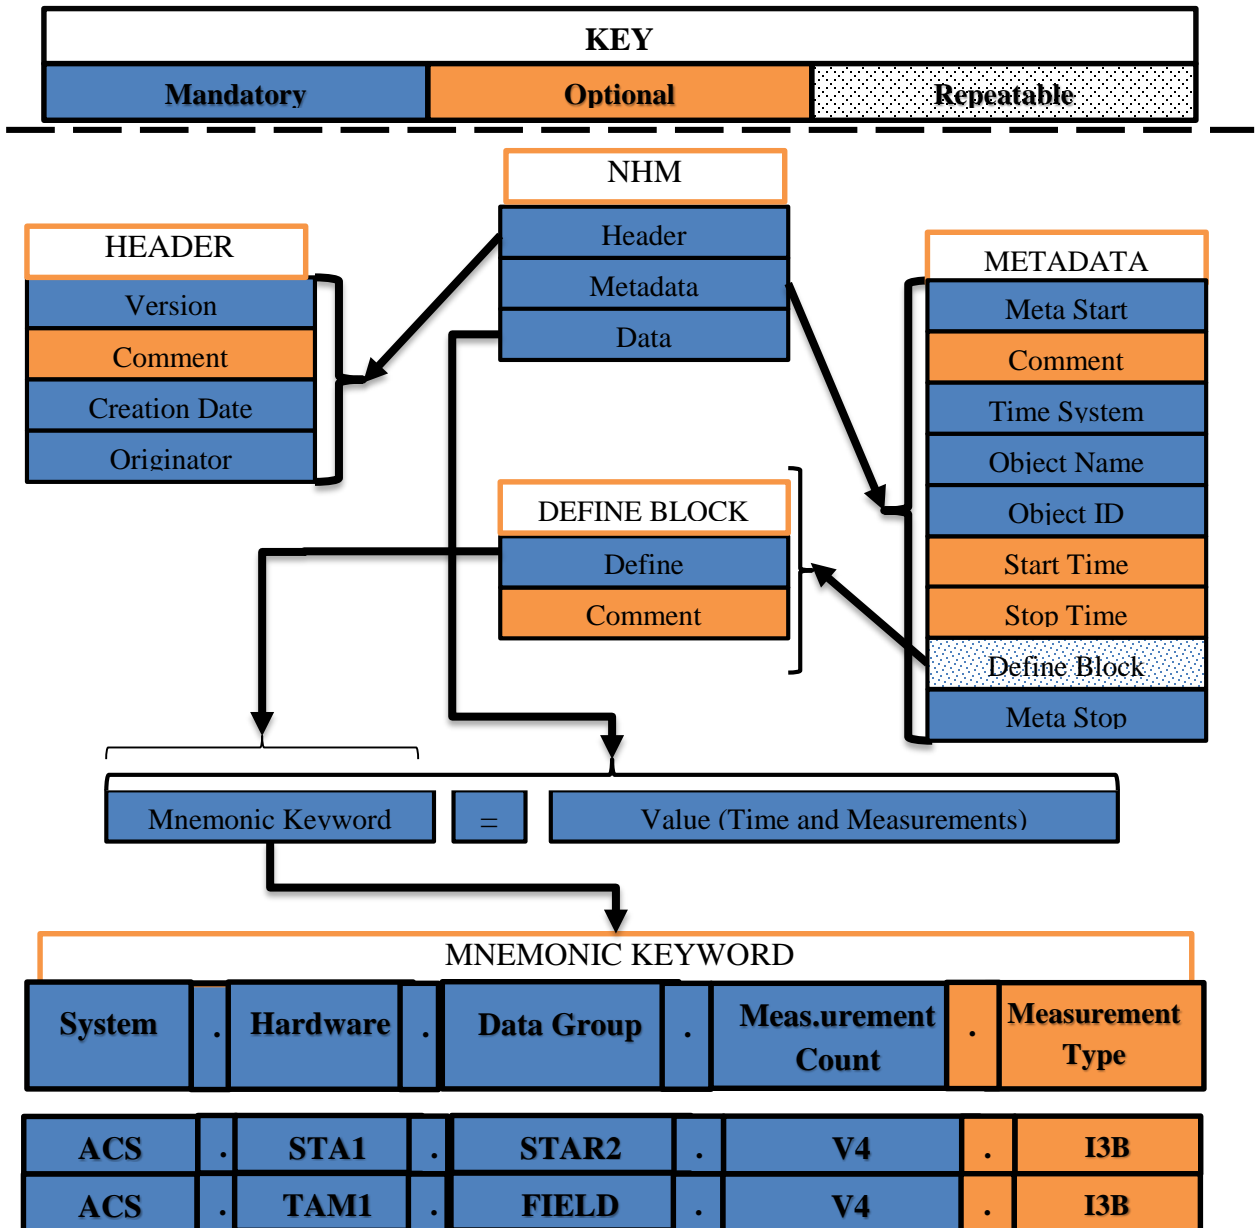 KEY
Mandatory Optional Repeatable
NHM
Header
Metadata
Data
HEADER
Version
Comment
Creation Date
Originator
METADATA
Meta Start
Comment
Time System
Object Name
Object ID
Start Time
Stop Time
Define Block
Meta Stop
DEFINE BLOCK
Define
Comment
Mnemonic Keyword = Value (Time and Measurements)
MNEMONIC KEYWORD
System . Hardware . Data Group . Meas.urement Count . Measurement Type
ACS . STA1 . STAR2 . V4 . I3B
ACS . TAM1 . FIELD . V4 . I3B